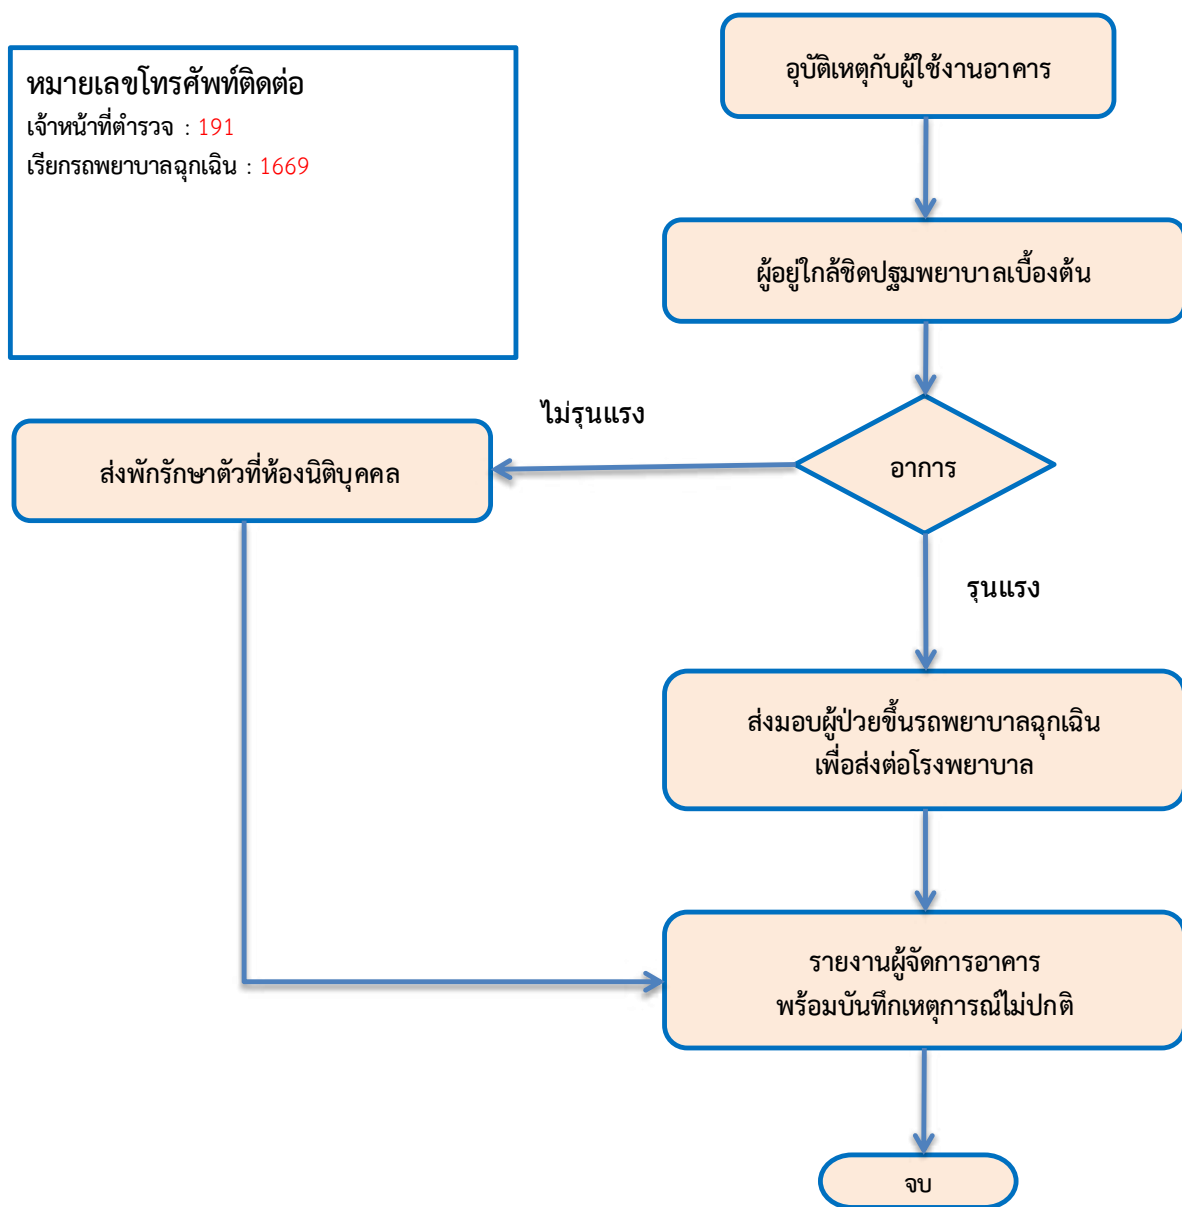 หมายเลขโทรศัพท์ติดต่อ
เจ้าหน้าที่ตำรวจ : 191
เรียกรถพยาบาลฉุกเฉิน : 1669
อุบัติเหตุกับผู้ใช้งานอาคาร
ผู้อยู่ใกล้ชิดปฐมพยาบาลเบื้องต้น
ไม่รุนแรง
ส่งพักรักษาตัวที่ห้องนิติบุคคล
อาการ
รุนแรง
ส่งมอบผู้ป่วยขึ้นรถพยาบาลฉุกเฉิน
เพื่อส่งต่อโรงพยาบาล
รายงานผู้จัดการอาคาร
พร้อมบันทึกเหตุการณ์ไม่ปกติ
จบ